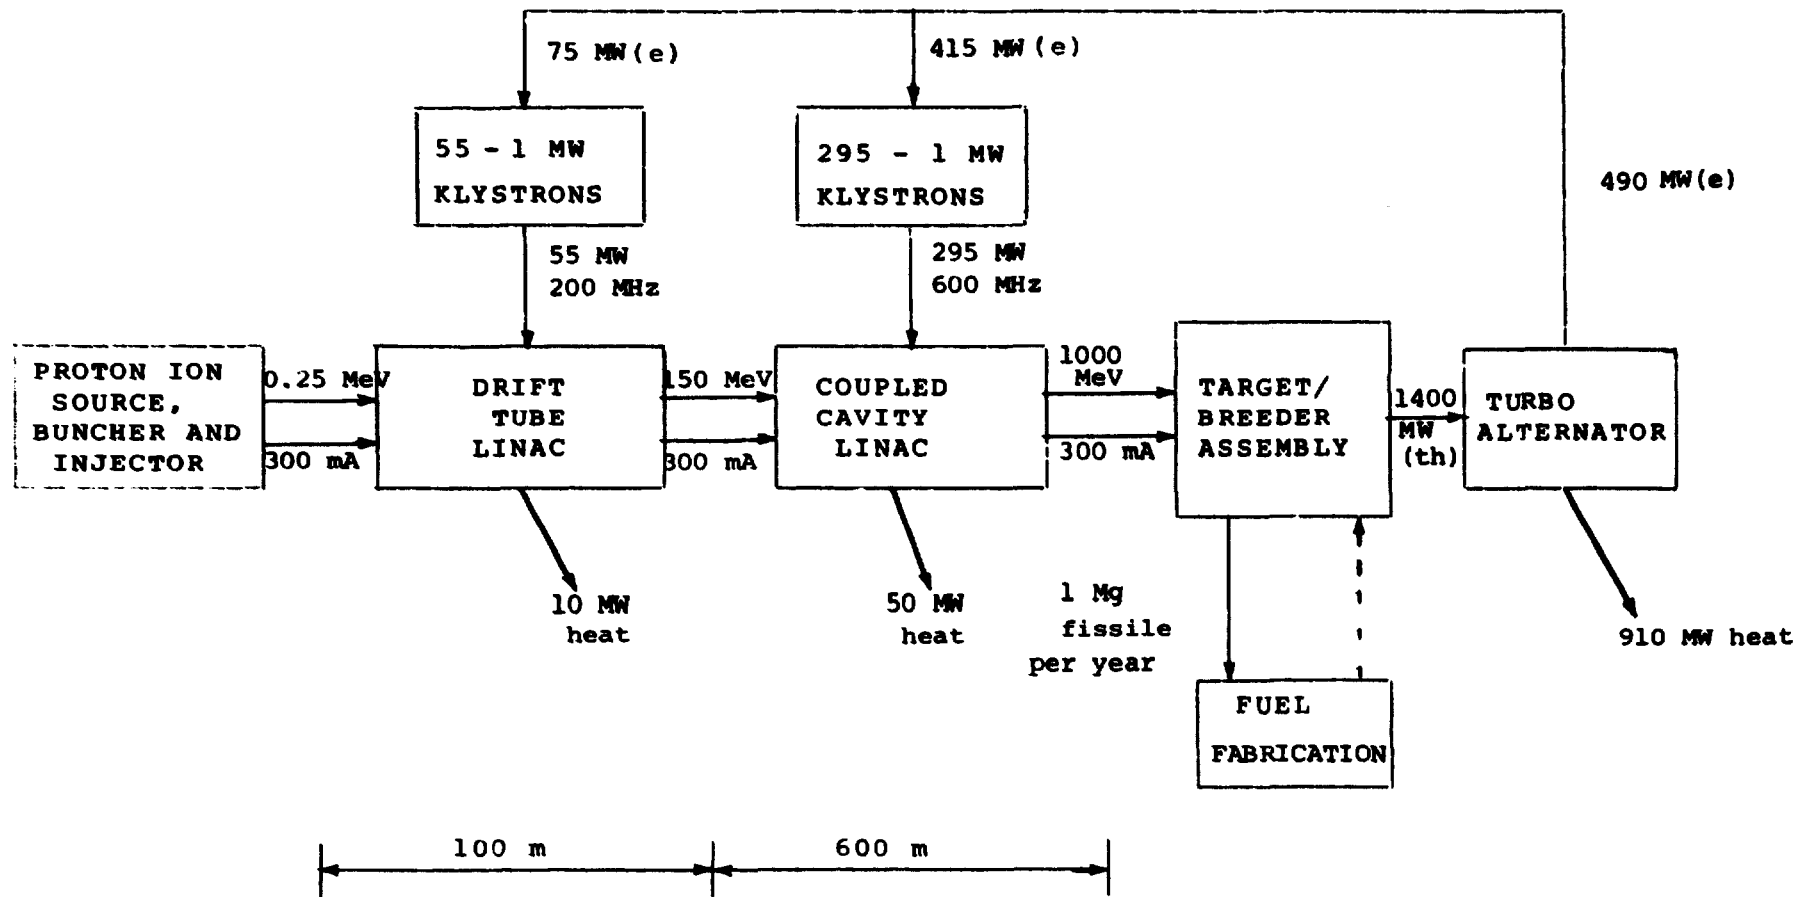 75 MW(e)
415 MW(e)
55 - 1 MW
KLYSTRONS
295 - 1 MW
KLYSTRONS
490 MW(e)
55 MW
200 MHz
295 MW
600 MHz
PROTON ION
SOURCE,
BUNCHER AND
INJECTOR
0.25 MeV
300 mA
DRIFT
TUBE
LINAC
150 MeV
300 mA
COUPLED
CAVITY
LINAC
1000
MeV
300 mA
TARGET/
BREEDER
ASSEMBLY
1400
MW
(th)
TURBO
ALTERNATOR
10 MW
heat
50 MW
heat
1 Mg
fissile
per year
910 MW heat
FUEL
FABRICATION
100 m
600 m